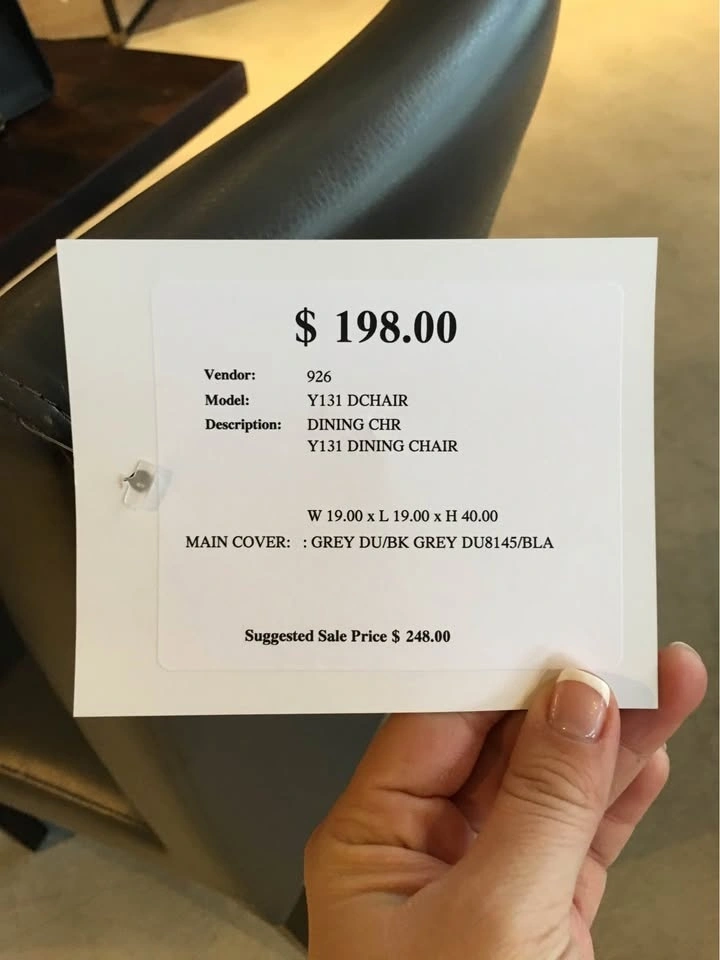 $ 198.00
Vendor: 926
Model: Y131 DCHAIR
Description: DINING CHR
Y131 DINING CHAIR
W 19.00 x L 19.00 x H 40.00
MAIN COVER: : GREY DU/BK GREY DU8145/BLA
Suggested Sale Price $ 248.00